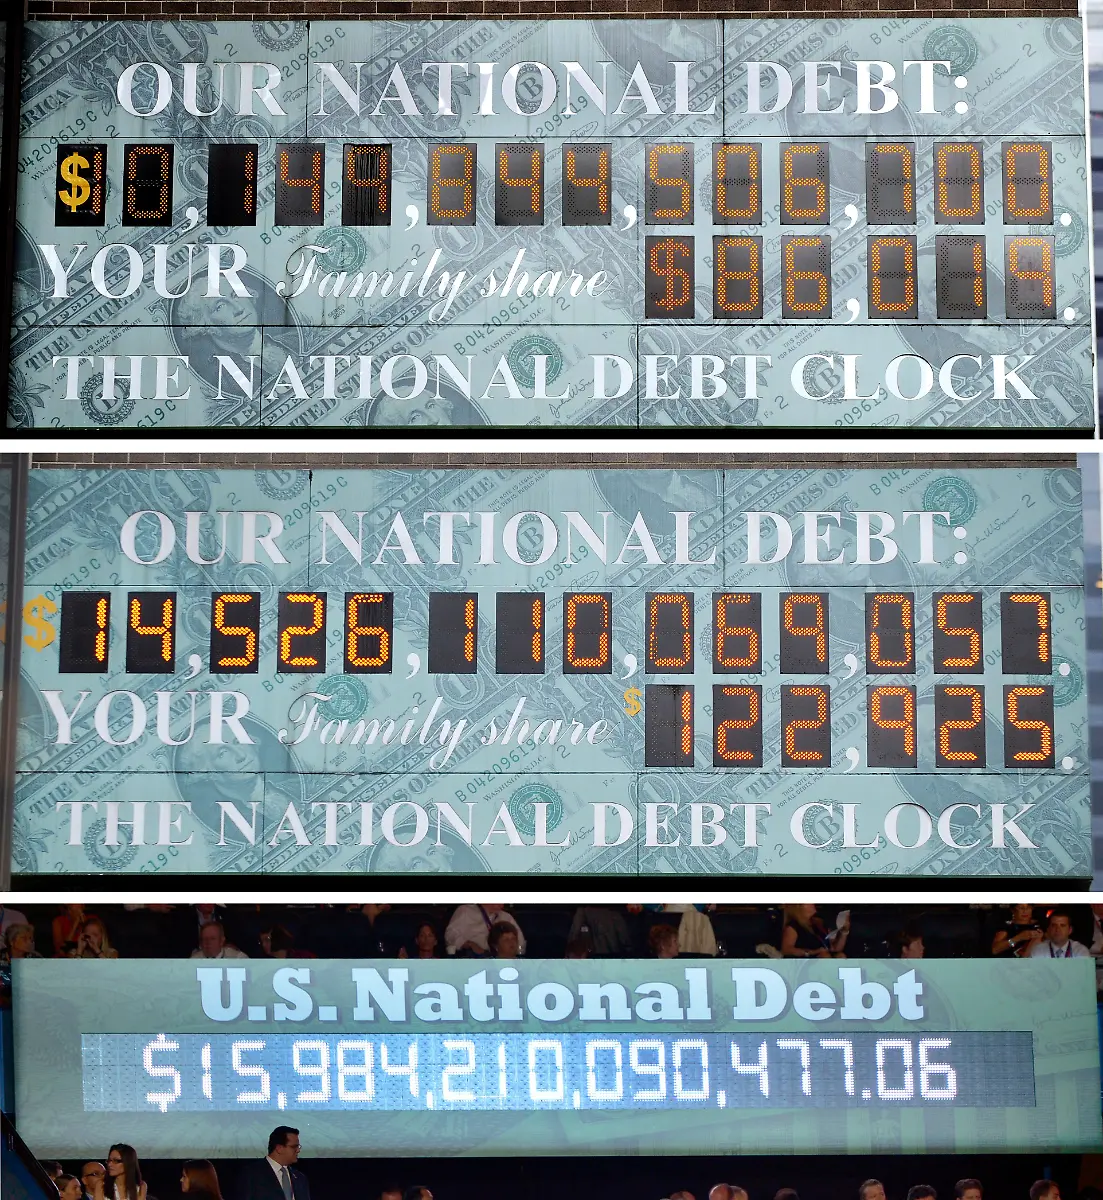 OUR NATIONAL DEBT:
$10,144,844,506,700.
YOUR Family share $86,019.
THE NATIONAL DEBT CLOCK
OUR NATIONAL DEBT:
$14,526,110,069,057.
YOUR Family share $122,925.
THE NATIONAL DEBT CLOCK
U.S. National Debt
$15,984,210,090,477.06